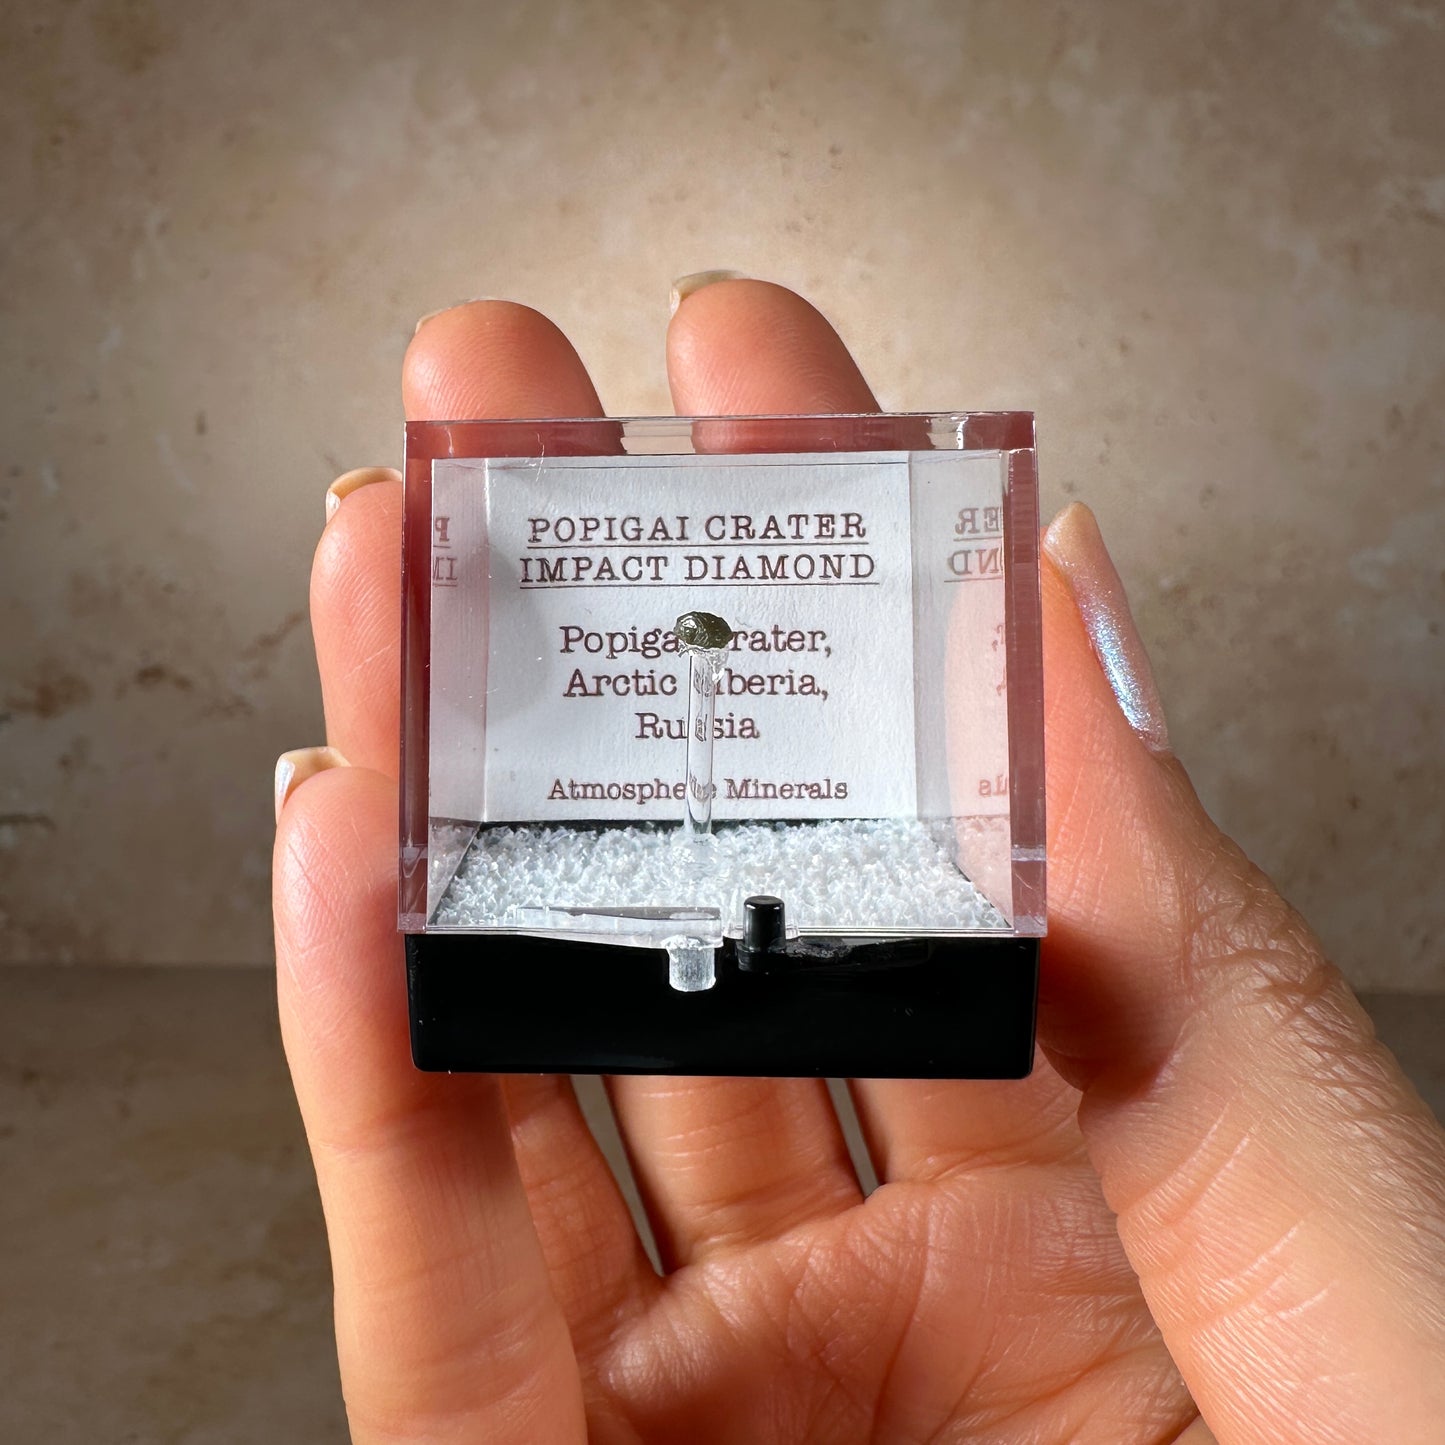 POPIGAI CRATER
IMPACT DIAMOND
Popigai Crater,
Arctic Siberia,
Russia
Atmosphere Minerals